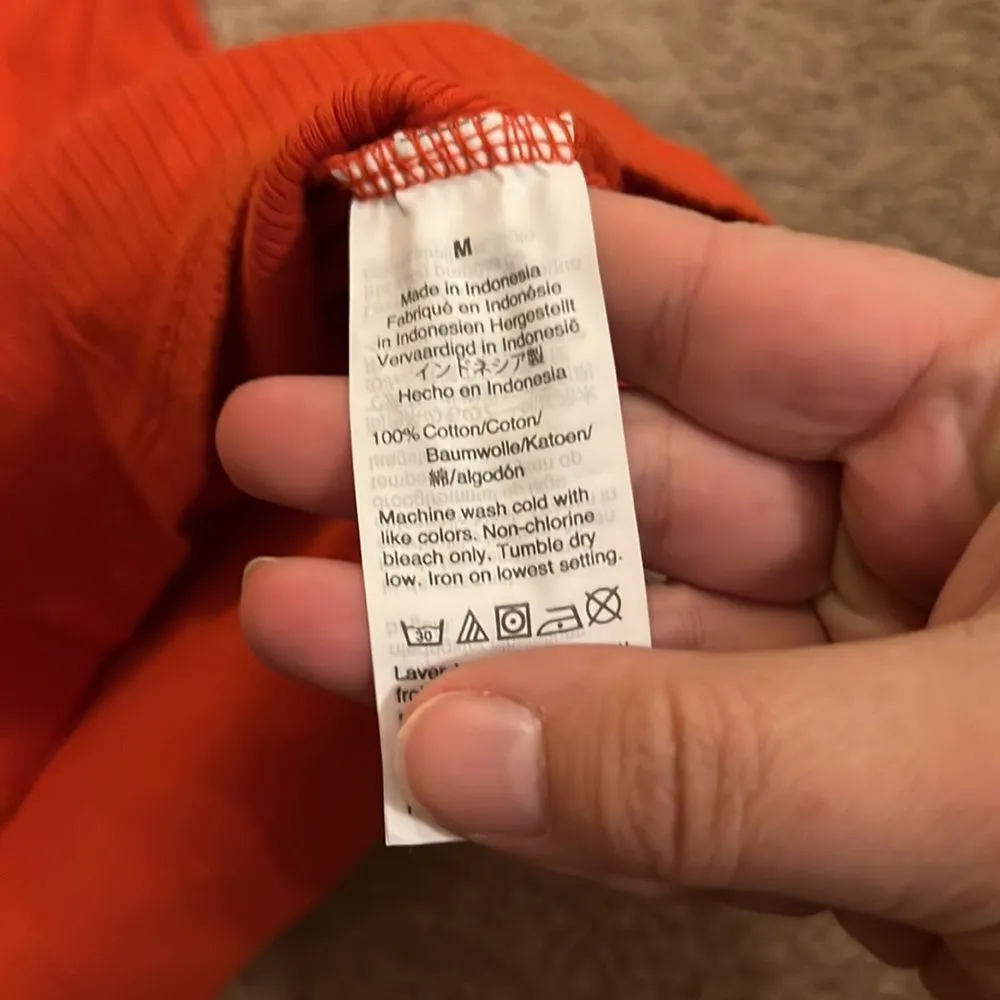 M
Made in Indonesia
Fabriqué en Indonésie
in Indonesien Hergestellt
Vervaardigd in Indonesië
インドネシア製
Hecho en Indonesia
100% Cotton/Coton/
Baumwolle/Katoen/
綿/algodón
Machine wash cold with
like colors. Non-chlorine
bleach only. Tumble dry
low. Iron on lowest setting.
30
Laver